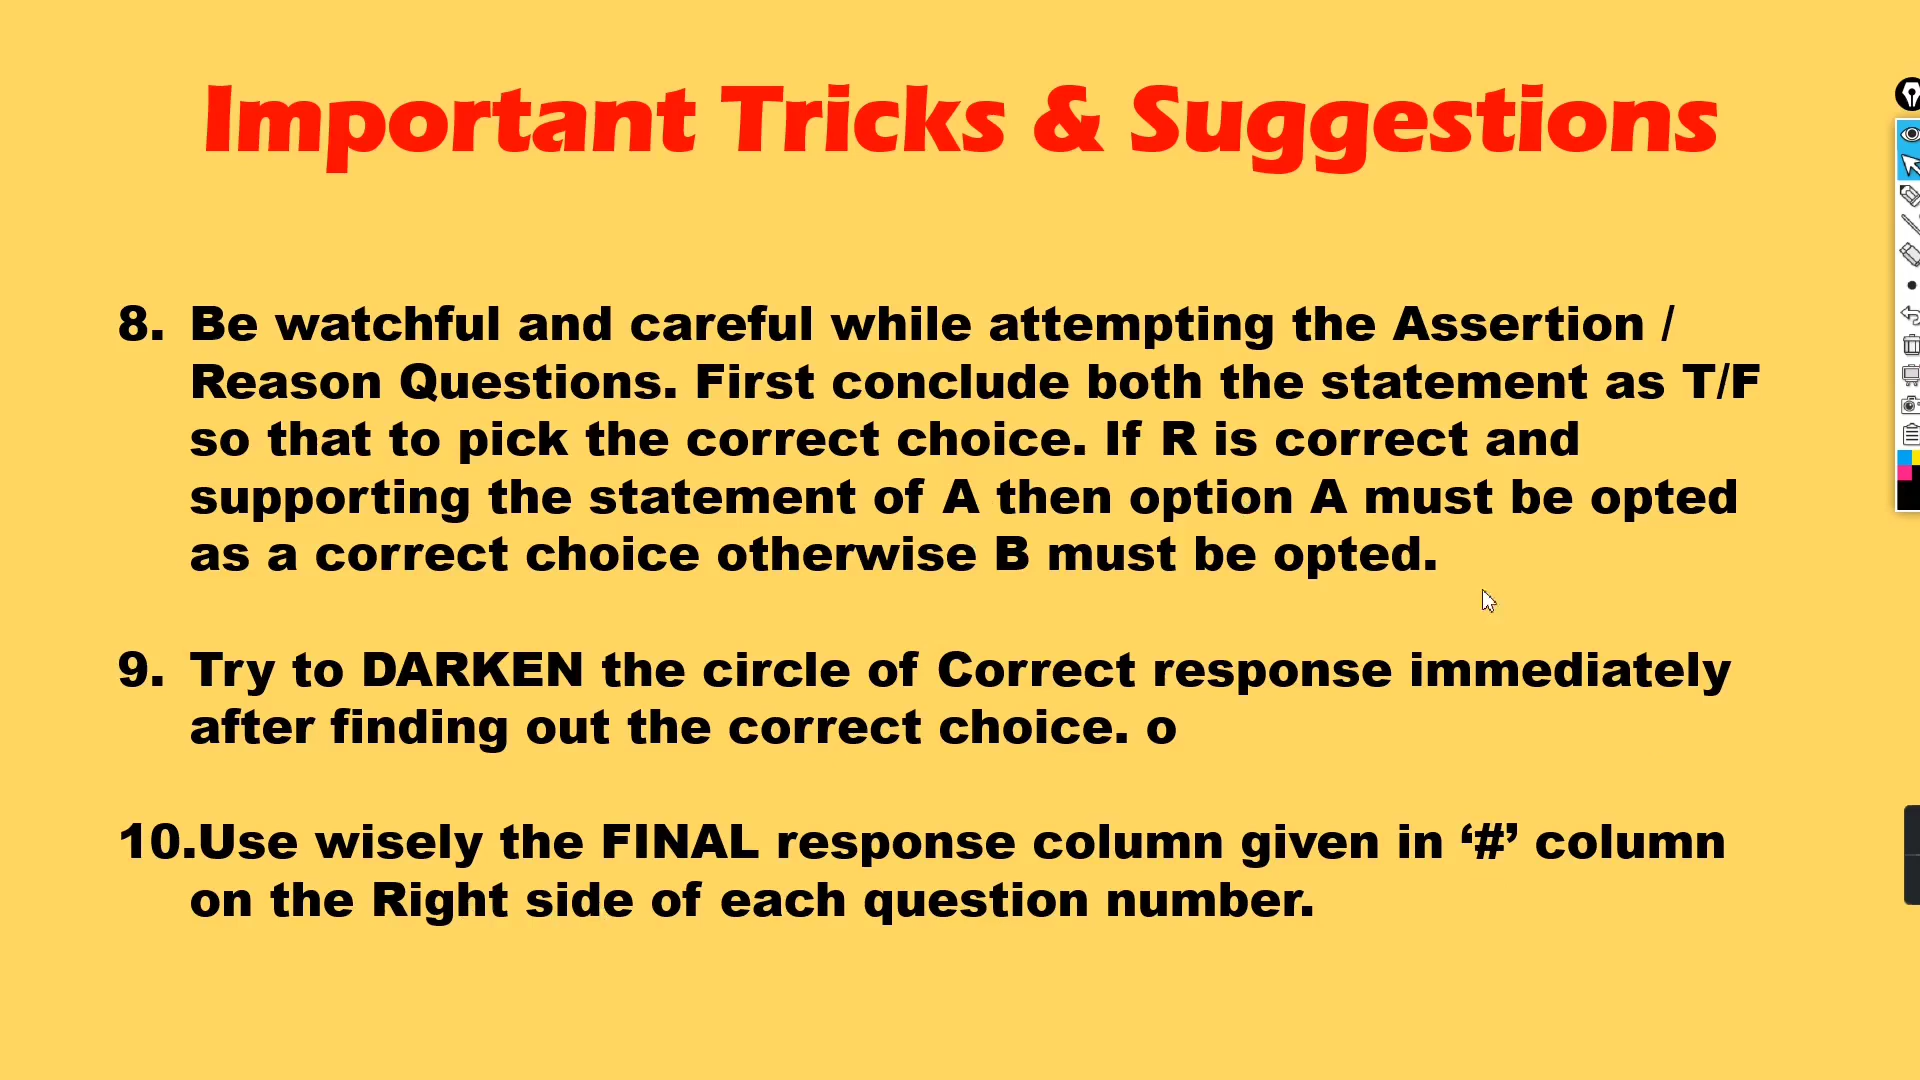 Important Tricks & Suggestions
8. Be watchful and careful while attempting the Assertion /
Reason Questions. First conclude both the statement as T/F
so that to pick the correct choice. If R is correct and
supporting the statement of A then option A must be opted
as a correct choice otherwise B must be opted.
9. Try to DARKEN the circle of Correct response immediately
after finding out the correct choice. o
10.Use wisely the FINAL response column given in ‘#’ column
on the Right side of each question number.